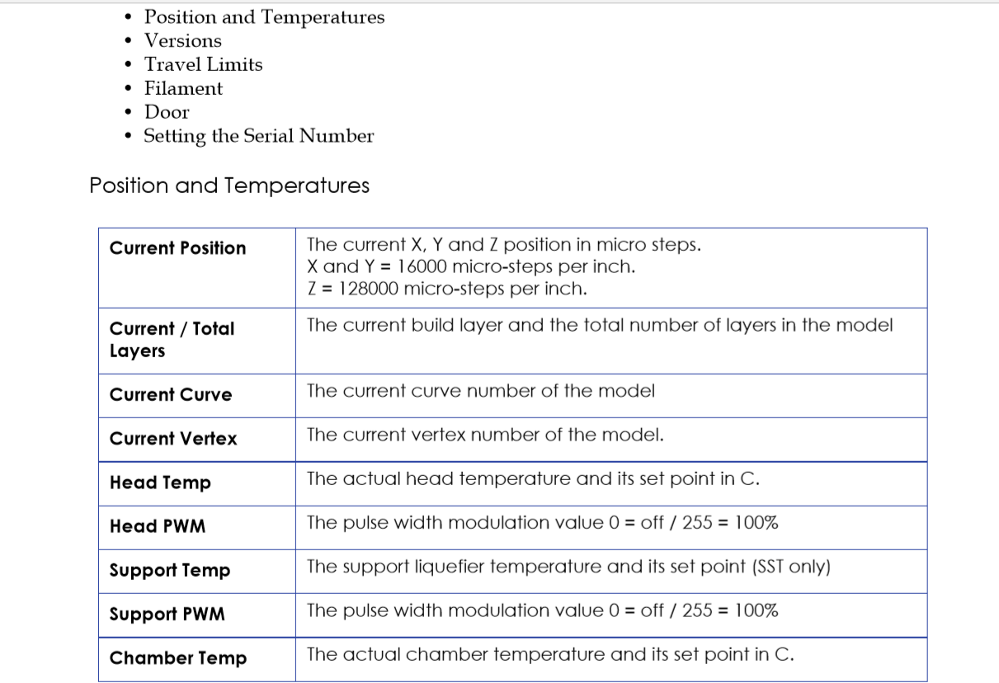 • Position and Temperatures
• Versions
• Travel Limits
• Filament
• Door
• Setting the Serial Number
Position and Temperatures
Current Position
The current X, Y and Z position in micro steps.
X and Y = 16000 micro-steps per inch.
Z = 128000 micro-steps per inch.
Current / Total
Layers
The current build layer and the total number of layers in the model
Current Curve
The current curve number of the model
Current Vertex
The current vertex number of the model.
Head Temp
The actual head temperature and its set point in C.
Head PWM
The pulse width modulation value 0 = off / 255 = 100%
Support Temp
The support liquefier temperature and its set point (SST only)
Support PWM
The pulse width modulation value 0 = off / 255 = 100%
Chamber Temp
The actual chamber temperature and its set point in C.